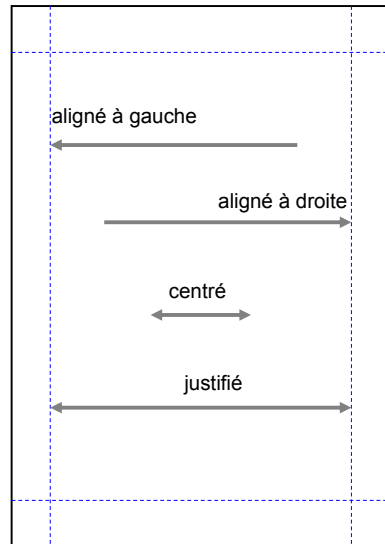 aligné à gauche
aligné à droite
centré
justifié